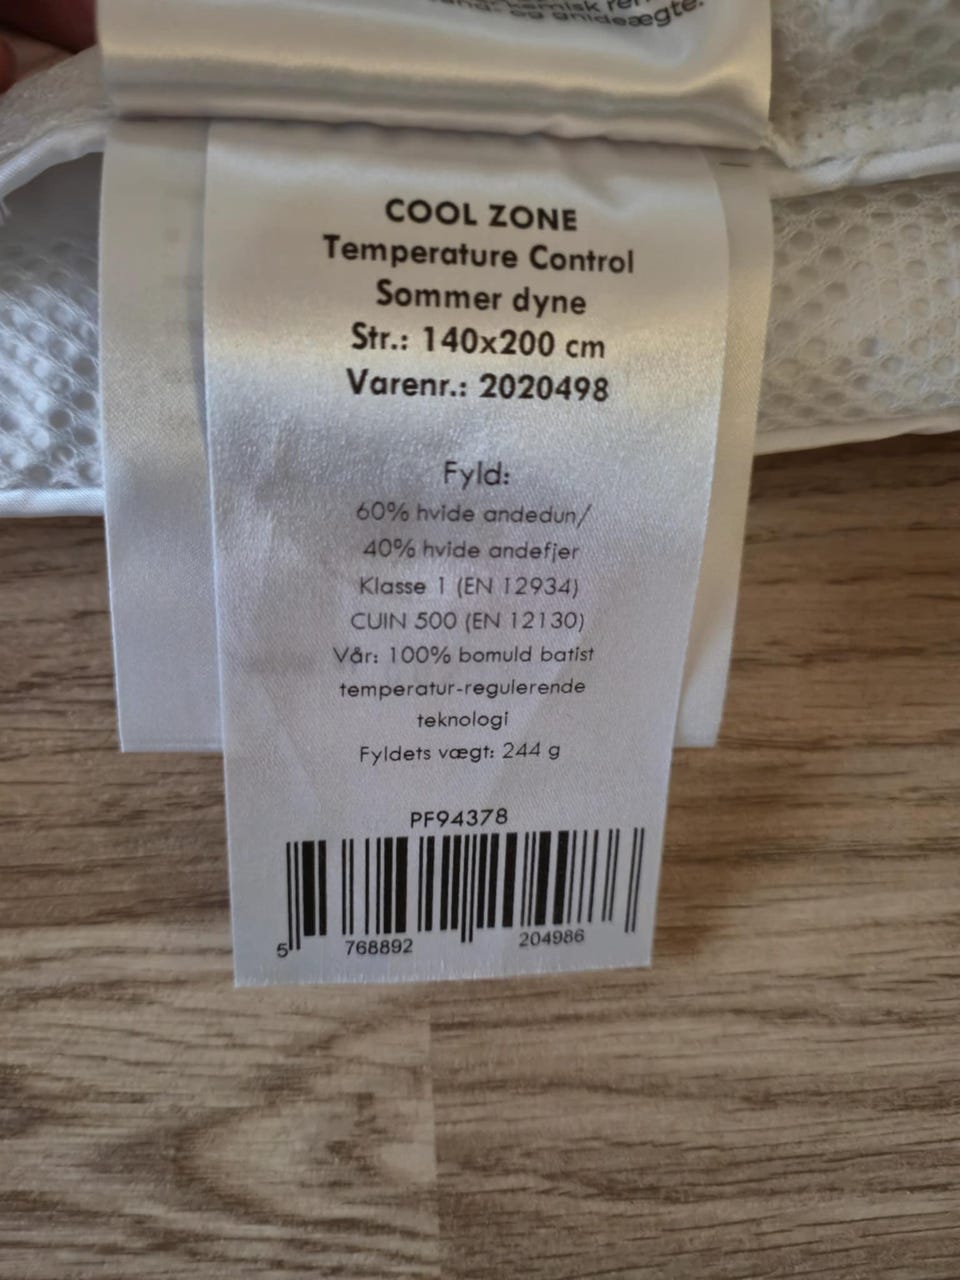 og gnideægte.
COOL ZONE
Temperature Control
Sommer dyne
Str.: 140x200 cm
Varenr.: 2020498
Fyld:
60% hvide andedun/
40% hvide andefjer
Klasse 1 (EN 12934)
CUIN 500 (EN 12130)
Vår: 100% bomuld batist
temperatur-regulerende
teknologi
Fyldets vægt: 244 g
PF94378
5 768892 204986